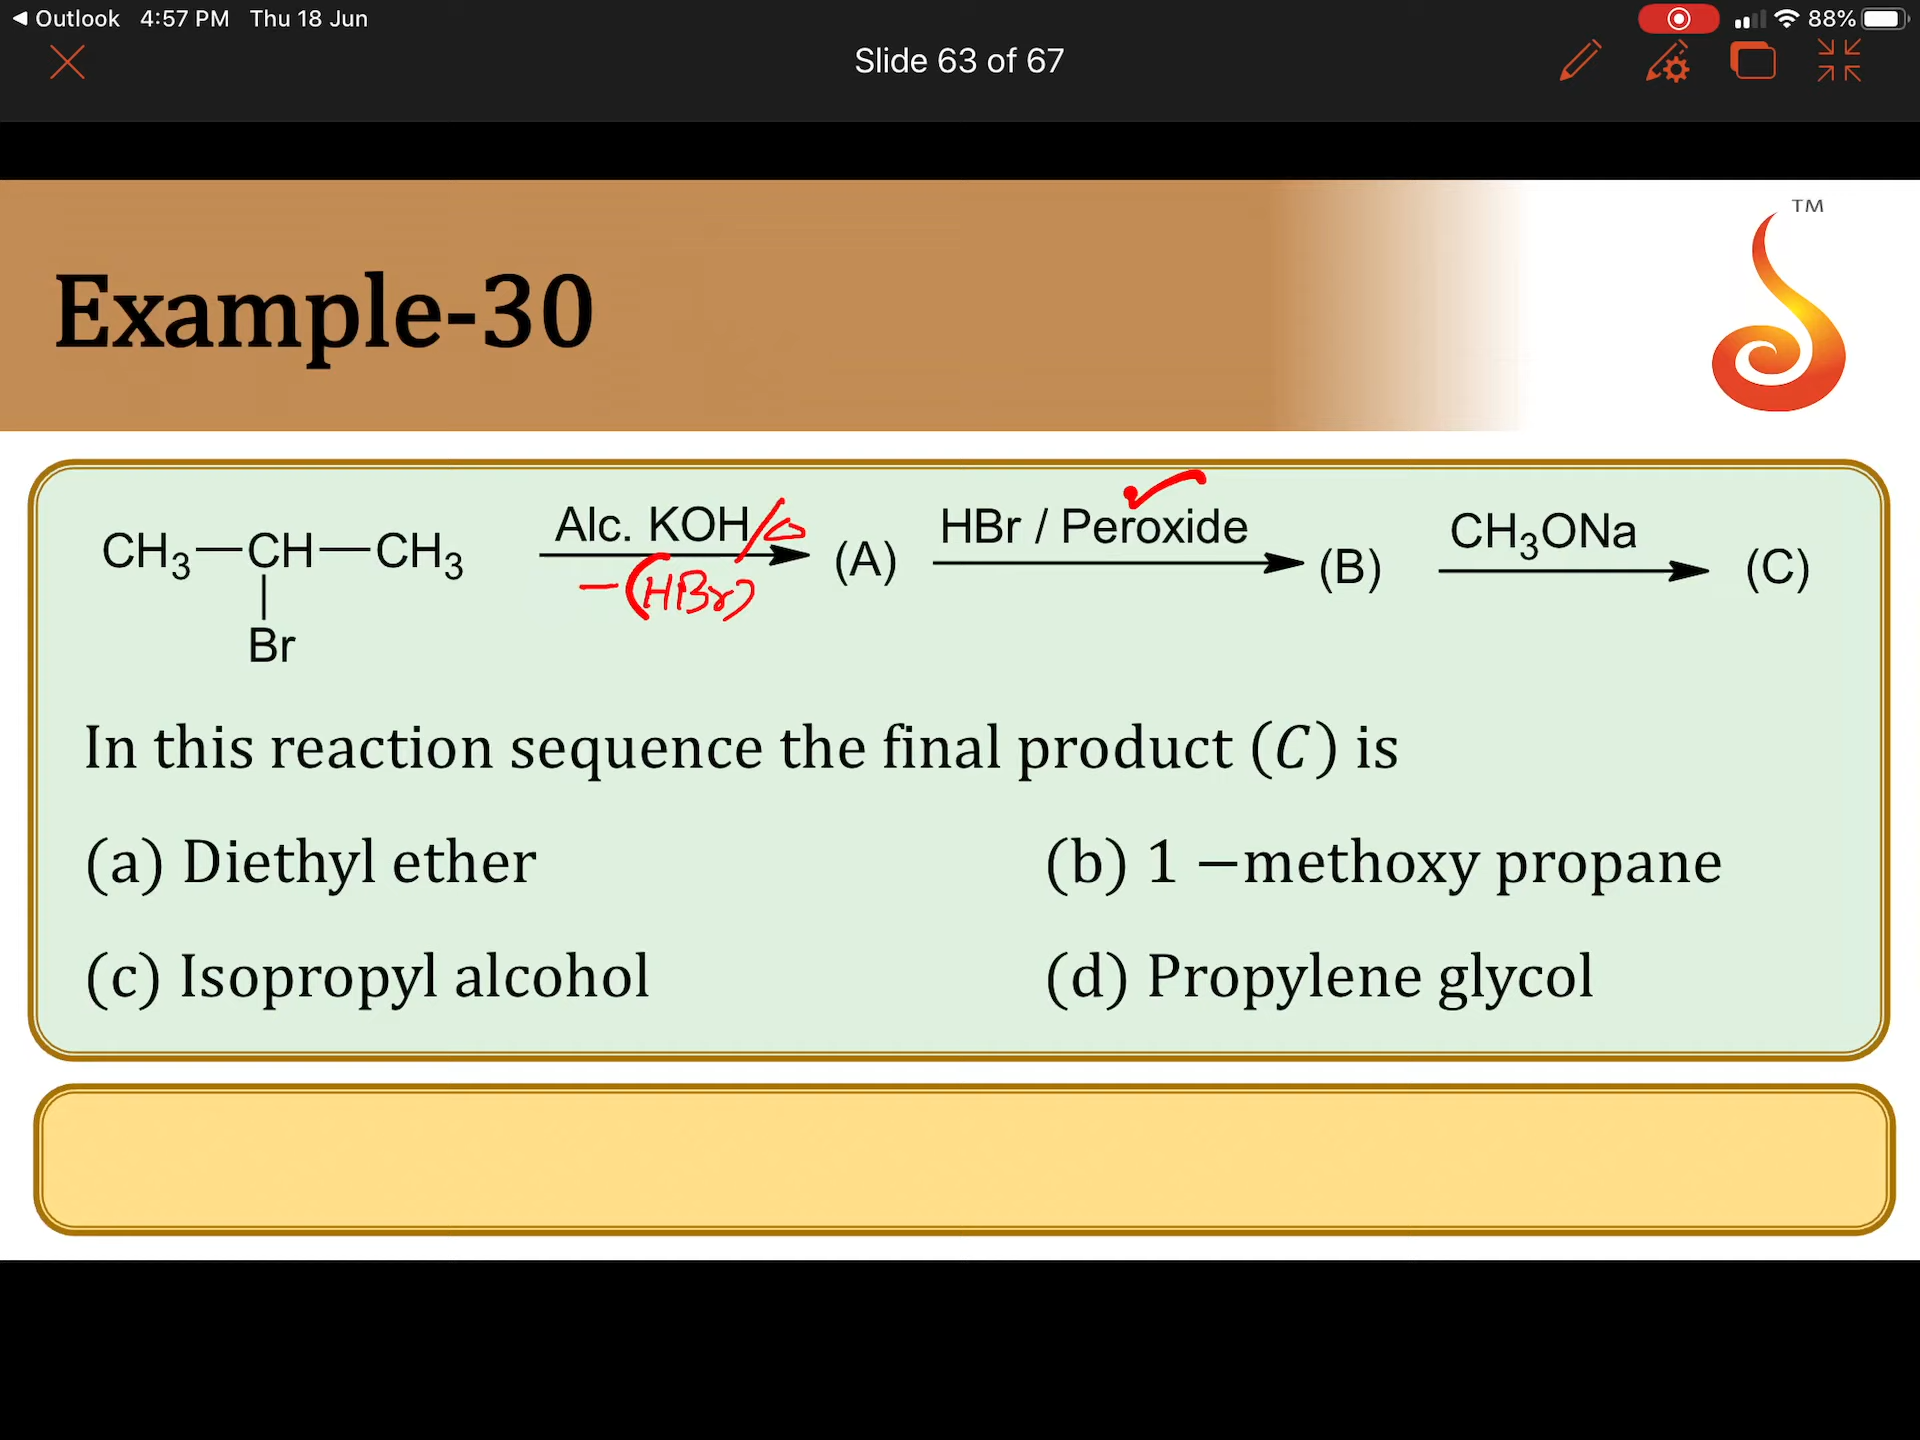 Outlook 4:57 PM Thu 18 Jun
88%
Slide 63 of 67
TM
Example-30
CH3—CH—CH3 Alc. KOH/Δ (A) HBr / Peroxide (B) CH3ONa (C)
−(HBr)
Br
In this reaction sequence the final product (C) is
(a) Diethyl ether
(b) 1 −methoxy propane
(c) Isopropyl alcohol
(d) Propylene glycol